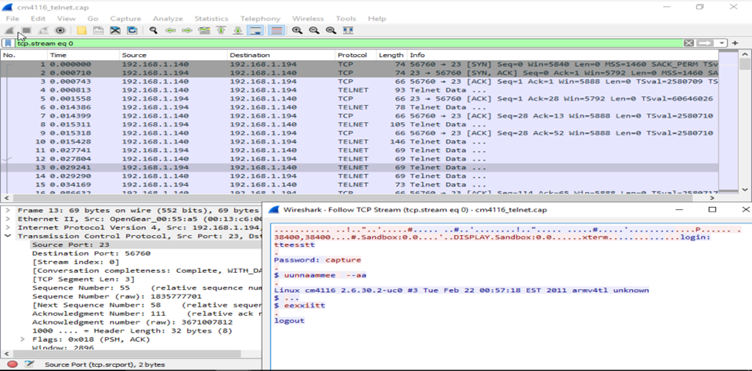 cm4116_telnet.cap
File Edit View Go Capture Analyze Statistics Telephony Wireless Tools Help
tcp.stream eq 0
No. Time Source Destination Protocol Length Info
1 0.000000 192.168.1.140 192.168.1.194 TCP 74 56760 → 23 [SYN] Seq=0 Win=5840 Len=0 MSS=1460 SACK_PERM TSv
2 0.000710 192.168.1.194 192.168.1.140 TCP 74 23 → 56760 [SYN, ACK] Seq=0 Ack=1 Win=5792 Len=0 MSS=1460 SA
3 0.000743 192.168.1.140 192.168.1.194 TCP 66 56760 → 23 [ACK] Seq=1 Ack=1 Win=5888 Len=0 TSval=2580709 TS
4 0.000813 192.168.1.140 192.168.1.194 TELNET 93 Telnet Data ...
5 0.001558 192.168.1.194 192.168.1.140 TCP 66 23 → 56760 [ACK] Seq=1 Ack=28 Win=5792 Len=0 TSval=60646026
6 0.014386 192.168.1.194 192.168.1.140 TELNET 78 Telnet Data ...
7 0.014399 192.168.1.140 192.168.1.194 TCP 66 56760 → 23 [ACK] Seq=28 Ack=13 Win=5888 Len=0 TSval=2580710
8 0.015311 192.168.1.194 192.168.1.140 TELNET 105 Telnet Data ...
9 0.015318 192.168.1.140 192.168.1.194 TCP 66 56760 → 23 [ACK] Seq=28 Ack=52 Win=5888 Len=0 TSval=2580710
10 0.015428 192.168.1.140 192.168.1.194 TELNET 146 Telnet Data ...
11 0.027741 192.168.1.194 192.168.1.140 TELNET 69 Telnet Data ...
12 0.027804 192.168.1.140 192.168.1.194 TELNET 69 Telnet Data ...
13 0.029241 192.168.1.194 192.168.1.140 TELNET 69 Telnet Data ...
14 0.029290 192.168.1.140 192.168.1.194 TELNET 69 Telnet Data ...
15 0.034169 192.168.1.194 192.168.1.140 TELNET 73 Telnet Data ...
Frame 13: 69 bytes on wire (552 bits), 69 bytes
Ethernet II, Src: OpenGear_00:55:a5 (00:13:c6:00
Internet Protocol Version 4, Src: 192.168.1.194,
Transmission Control Protocol, Src Port: 23, Dst
Source Port: 23
Destination Port: 56760
[Stream index: 0]
[Conversation completeness: Complete, WITH_DA
[TCP Segment Len: 3]
Sequence Number: 55 (relative sequence num
Sequence Number (raw): 1835777701
[Next Sequence Number: 58 (relative seque
Acknowledgment Number: 111 (relative ack n
Acknowledgment number (raw): 3671007812
1000 .... = Header Length: 32 bytes (8)
Flags: 0x018 (PSH, ACK)
Window: 2896
Source Port (tcp.srcport), 2 bytes
Wireshark - Follow TCP Stream (tcp.stream eq 0) - cm4116_telnet.cap
38400,38400....#.Sandbox:0.0....'..DISPLAY.Sandbox:0.0......xterm..............login:
tteesstt
.
Password: capture
.
$ uunnaammee --aa
.
Linux cm4116 2.6.30.2-uc0 #3 Tue Feb 22 00:57:18 EST 2011 armv4tl unknown
$ ...
$ eexxiitt
.
logout